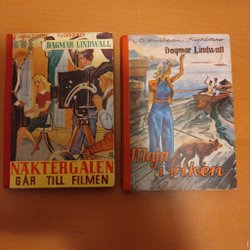 DAGMAR LINDWALL
NÄKTERGALEN
GÅR TILL FILMEN
Dagmar Lindwall
Maja
i viken